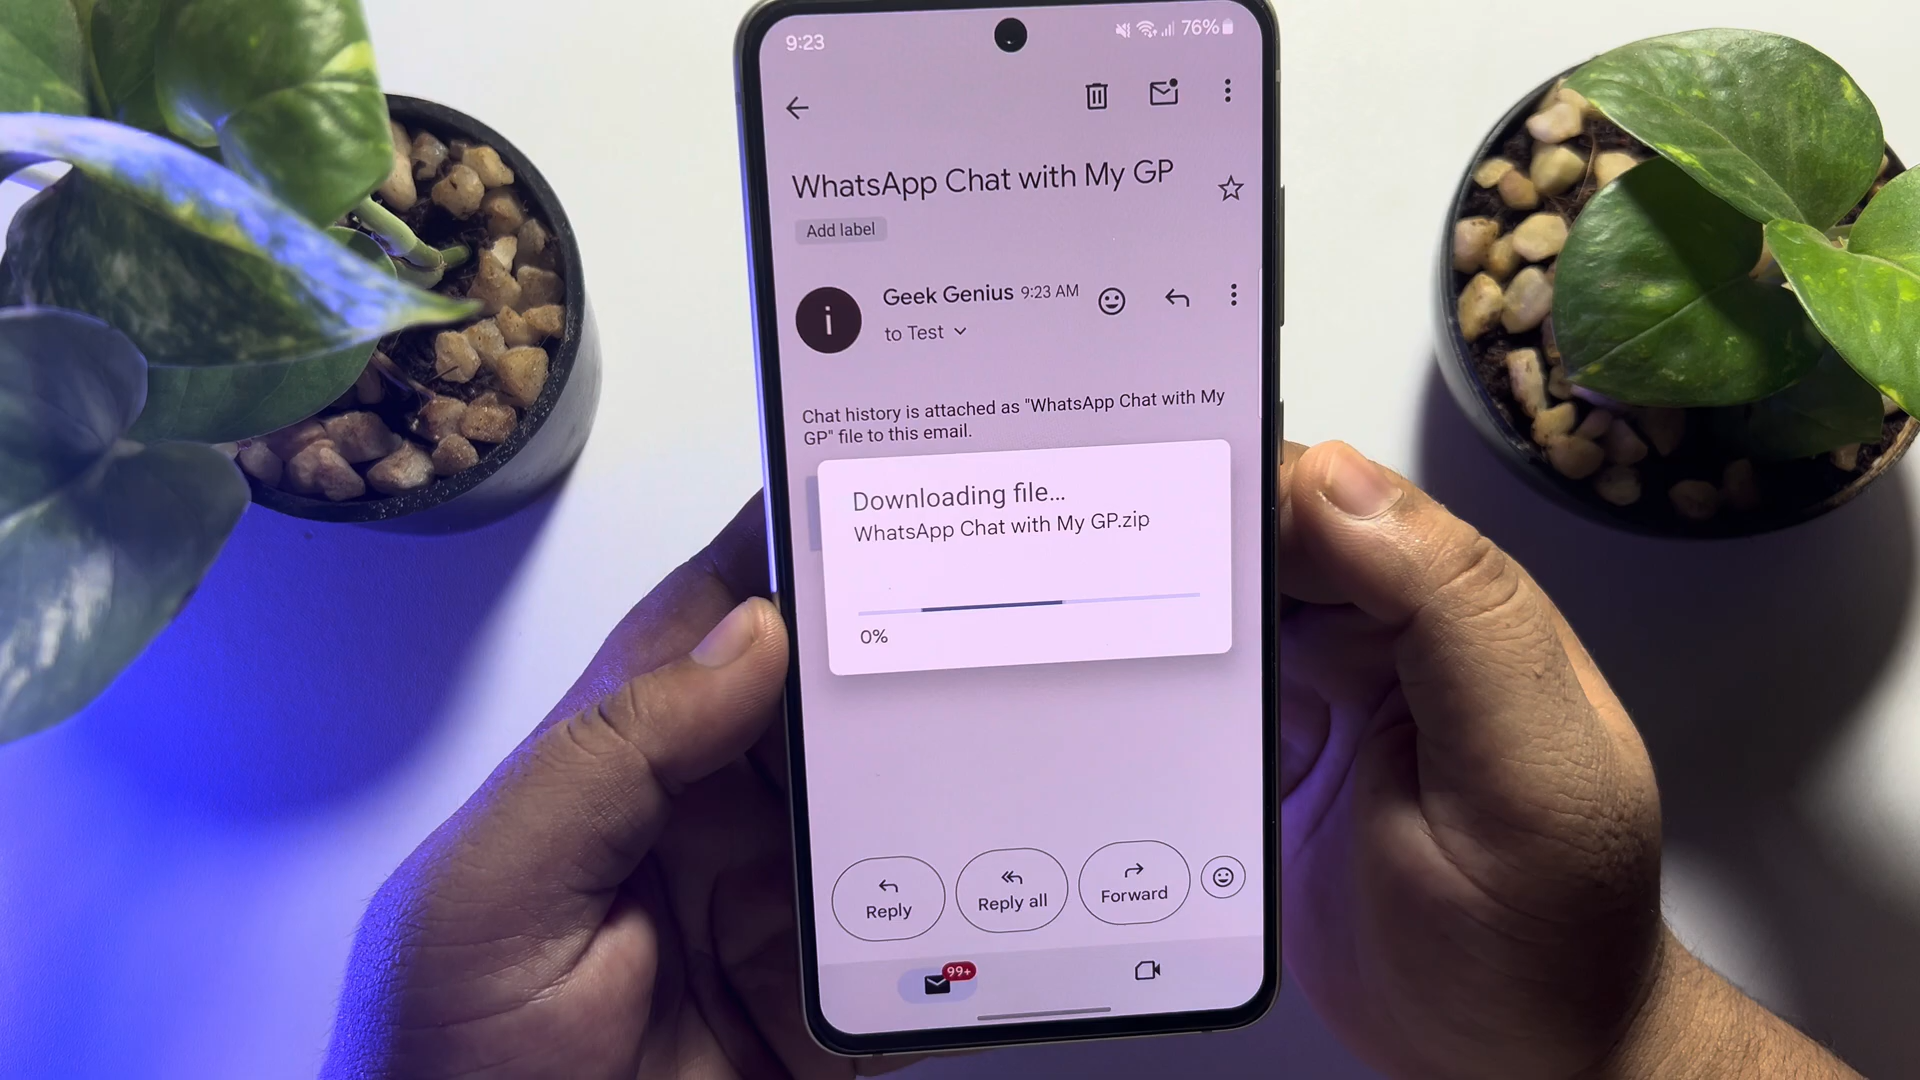 9:23
76%
WhatsApp Chat with My GP
Add label
i
Geek Genius 9:23 AM
to Test
Chat history is attached as "WhatsApp Chat with My
GP" file to this email.
Downloading file...
WhatsApp Chat with My GP.zip
0%
Reply
Reply all
Forward
99+